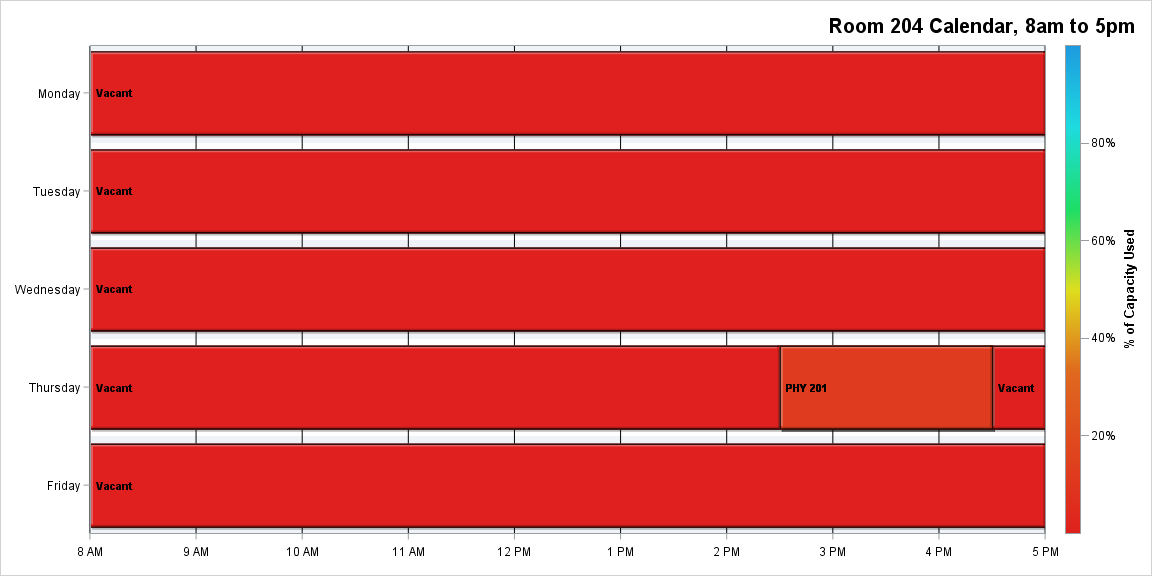 Room 204 Calendar, 8am to 5pm
Monday
Vacant
Tuesday
Vacant
Wednesday
Vacant
Thursday
Vacant
PHY 201
Vacant
Friday
Vacant
8 AM
9 AM
10 AM
11 AM
12 PM
1 PM
2 PM
3 PM
4 PM
5 PM
80%
60%
40%
20%
% of Capacity Used